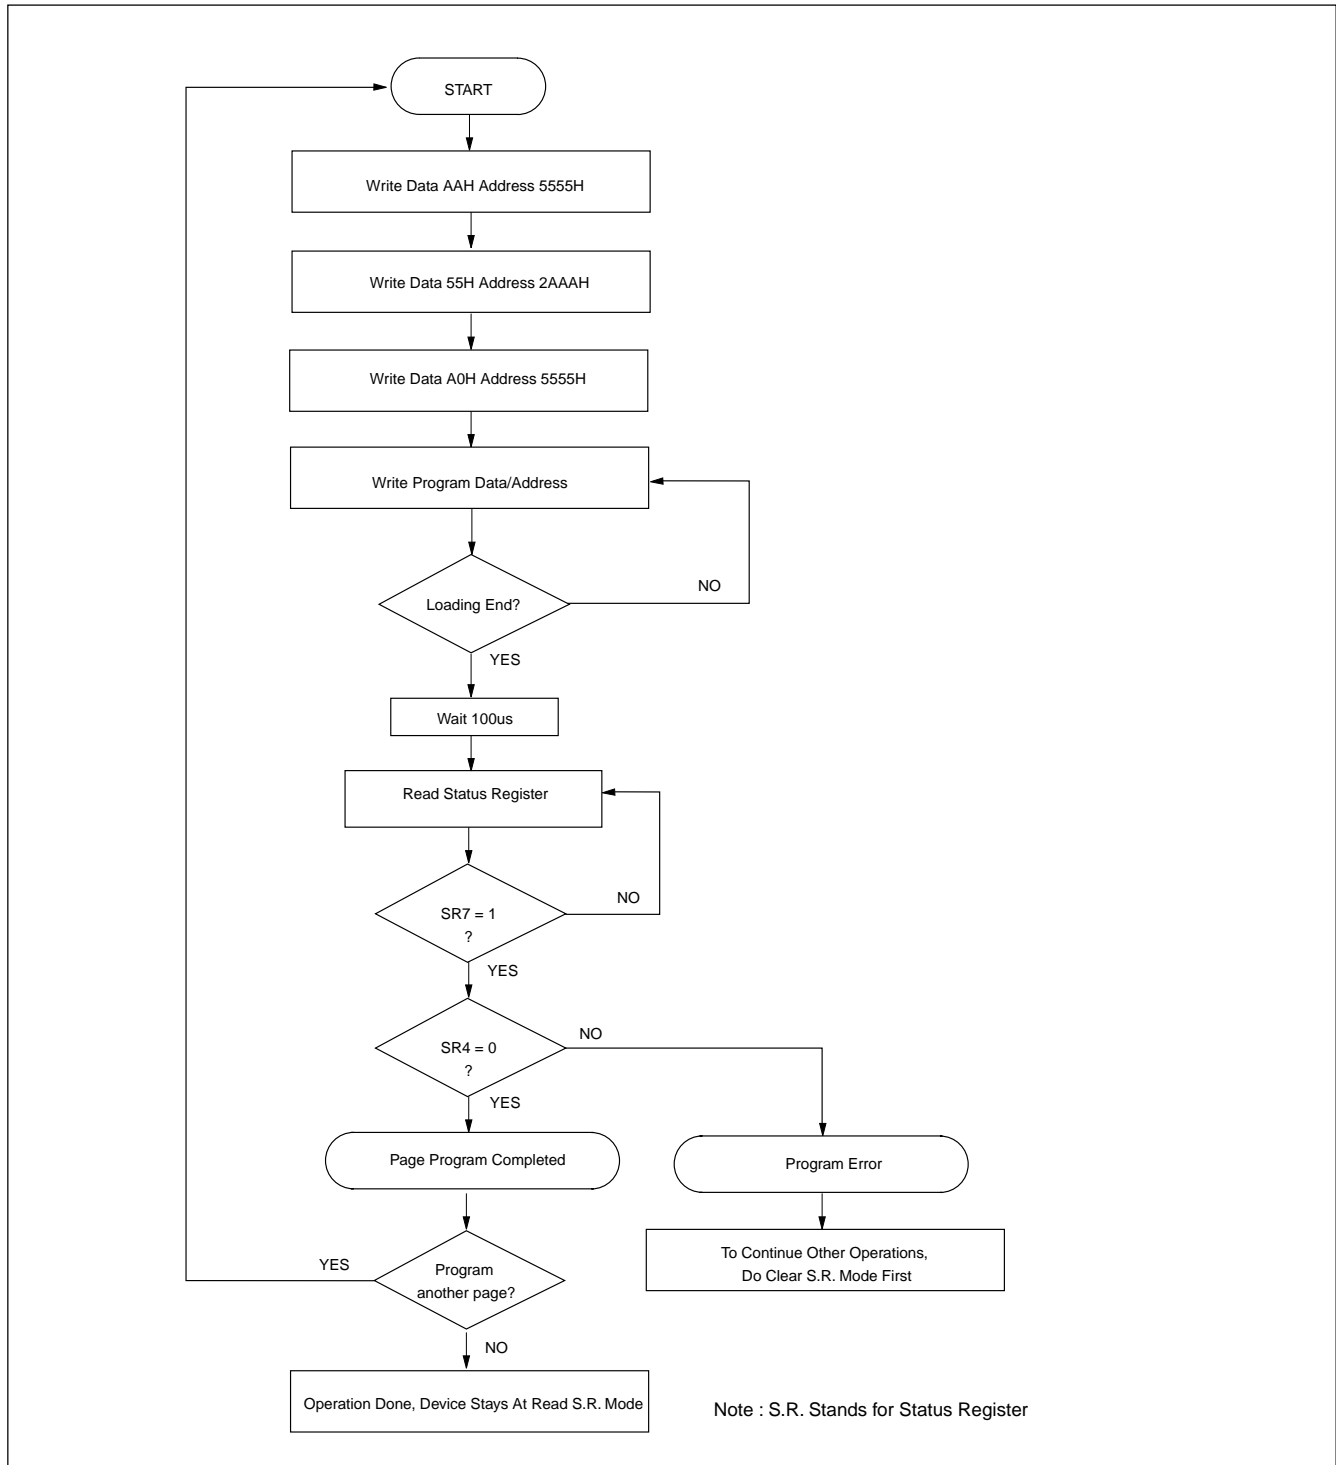 START
Write Data AAH Address 5555H
Write Data 55H Address 2AAAH
Write Data A0H Address 5555H
Write Program Data/Address
NO
Loading End?
YES
Wait 100us
Read Status Register
NO
SR7 = 1
?
YES
NO
SR4 = 0
?
YES
Page Program Completed
Program Error
To Continue Other Operations,
Do Clear S.R. Mode First
YES
Program
another page?
NO
Operation Done, Device Stays At Read S.R. Mode
Note : S.R. Stands for Status Register